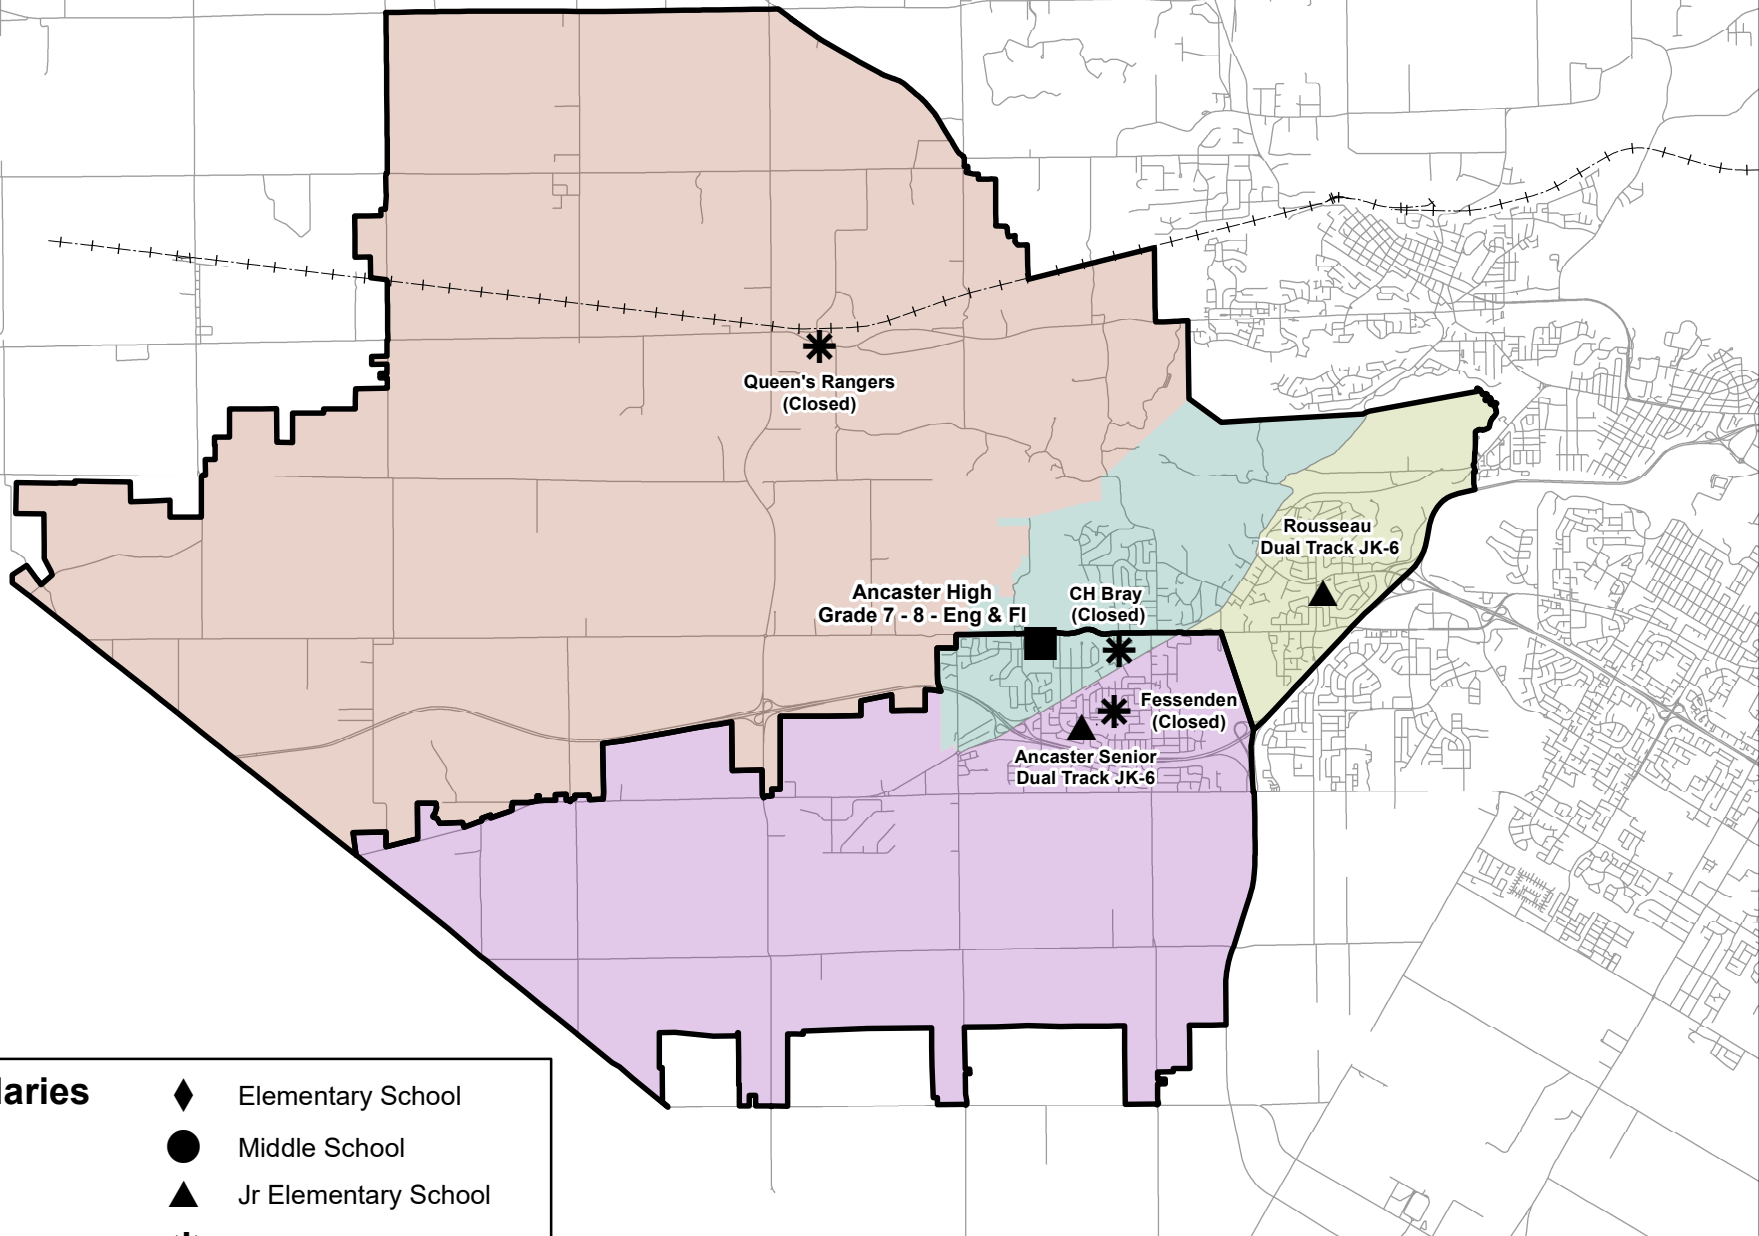 Queen's Rangers
(Closed)
Rousseau
Dual Track JK-6
Ancaster High
Grade 7 - 8 - Eng & FI
CH Bray
(Closed)
Fessenden
(Closed)
Ancaster Senior
Dual Track JK-6
laries
Elementary School
Middle School
Jr Elementary School